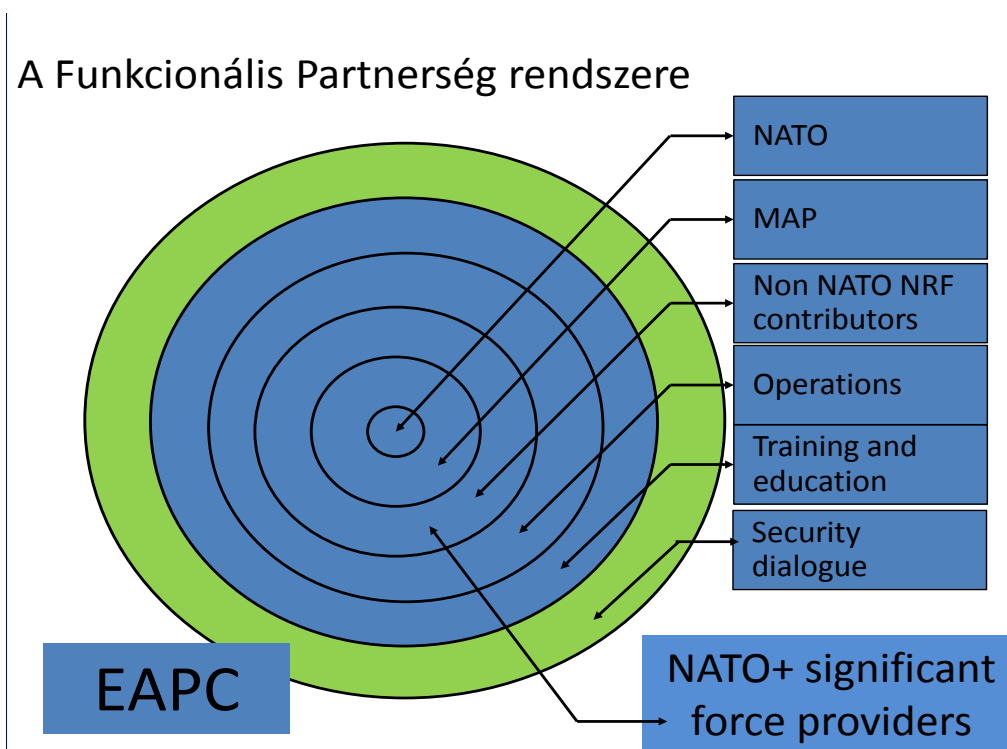 A Funkcionális Partnerség rendszere
NATO
MAP
Non NATO NRF
contributors
Operations
Training and
education
Security
dialogue
EAPC
NATO+ significant
force providers